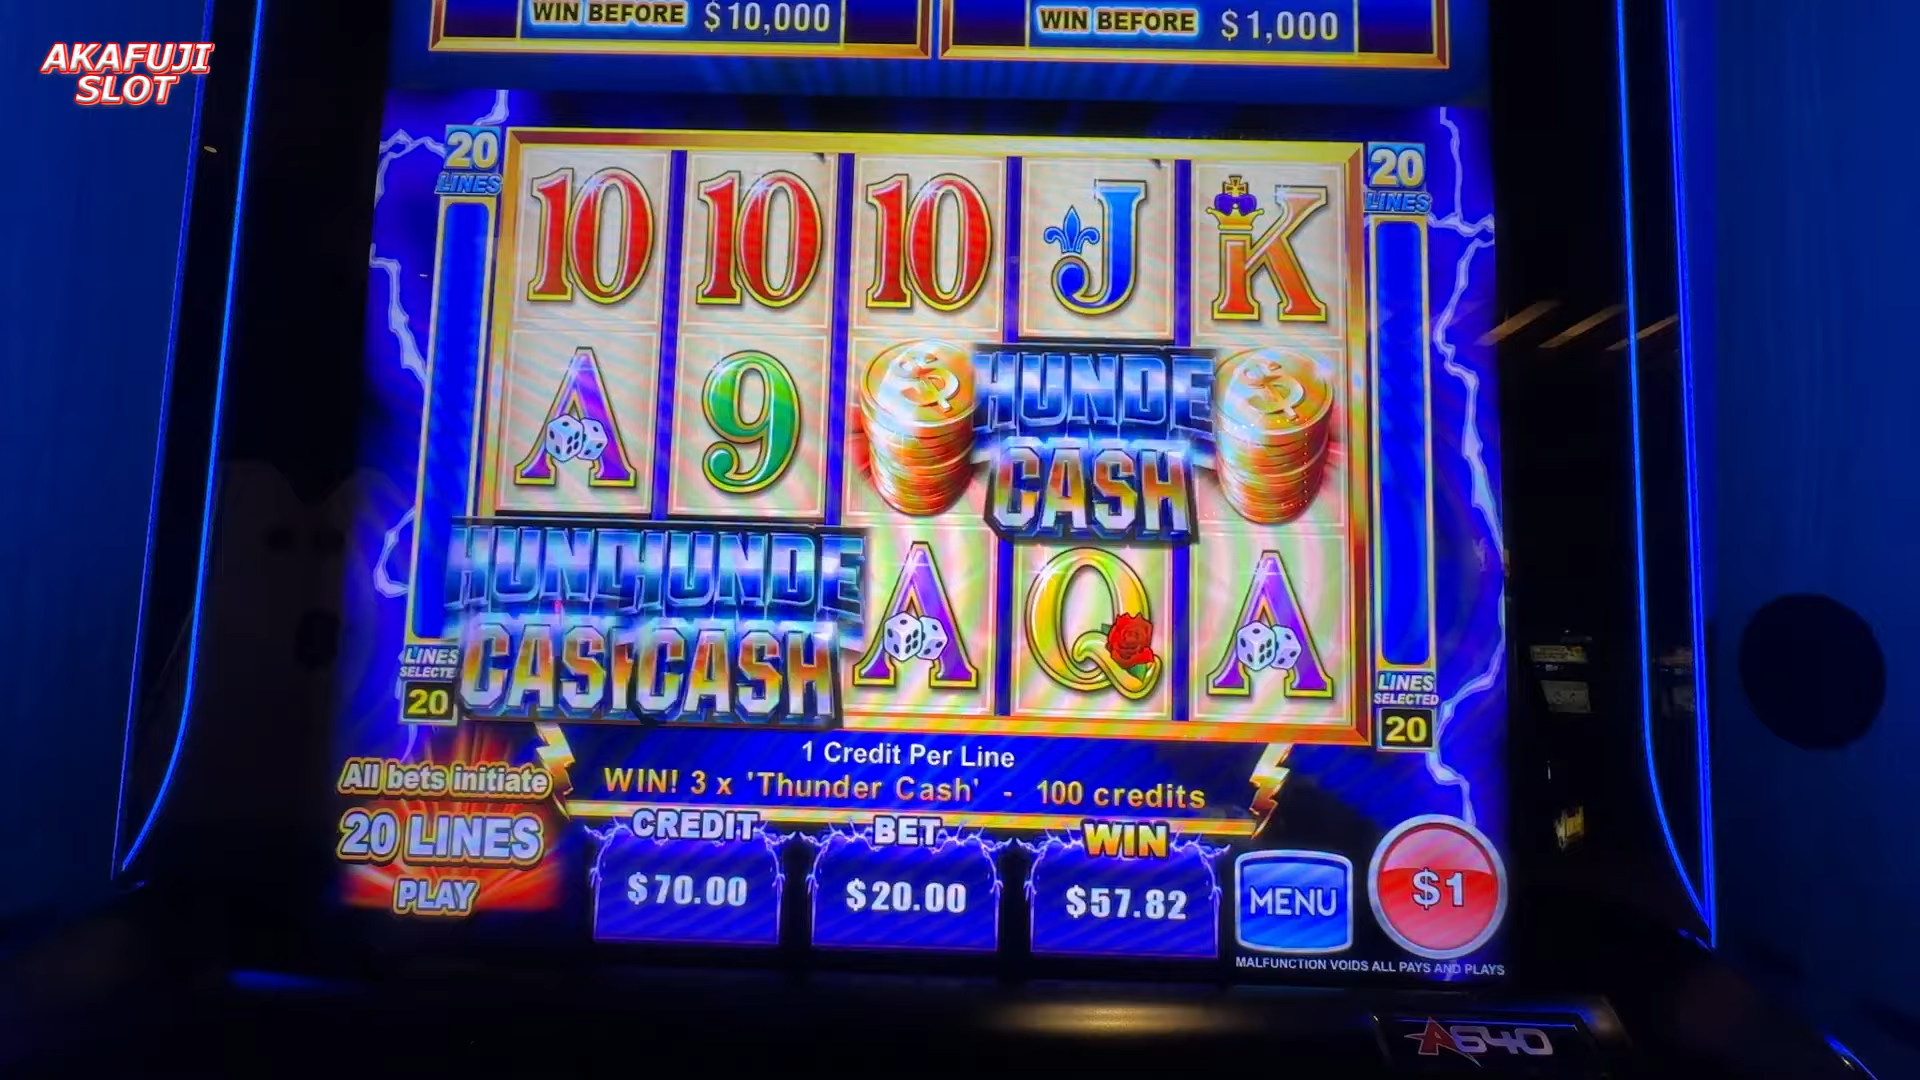 WIN BEFORE $10,000
WIN BEFORE $1,000
AKAFUJI
SLOT
20
LINES
20
LINES
10 10 10 J K
A 9 HUNDE
CASH
HUNDHUNDE
CASHCASH
A Q A
LINES
SELECTED
20
LINES
SELECTED
20
1 Credit Per Line
WIN! 3 x 'Thunder Cash' - 100 credits
All bets initiate
20 LINES
PLAY
CREDIT
$70.00
BET
$20.00
WIN
$57.82
MENU
$1
MALFUNCTION VOIDS ALL PAYS AND PLAYS
A640